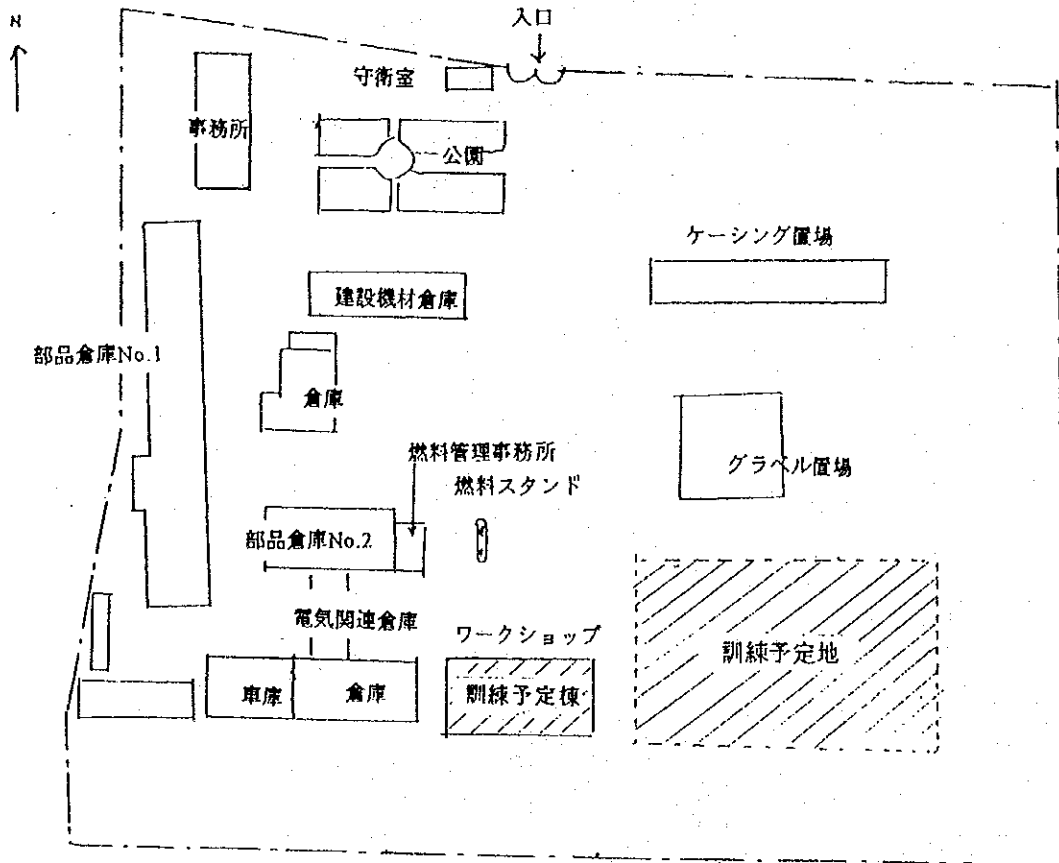 N
入口
守衛室
事務所
公園
ケーシング置場
建設機材倉庫
部品倉庫No.1
倉庫
燃料管理事務所
グラベル置場
燃料スタンド
部品倉庫No.2
電気関連倉庫
ワークショップ
訓練予定地
車庫
倉庫
訓練予定棟